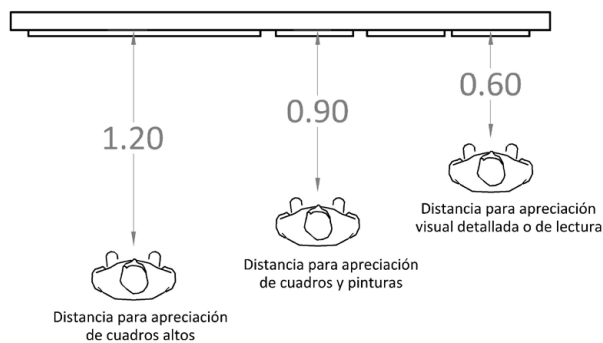 1.20
0.90
0.60
Distancia para apreciación
visual detallada o de lectura
Distancia para apreciación
de cuadros y pinturas
Distancia para apreciación
de cuadros altos